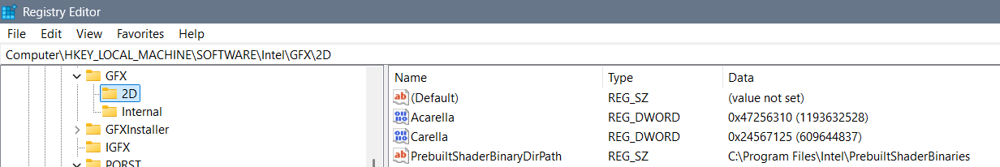 Registry Editor
File Edit View Favorites Help
Computer\HKEY_LOCAL_MACHINE\SOFTWARE\Intel\GFX\2D
GFX
2D
Internal
GFXInstaller
IGFX
PORST
Name Type Data
(Default) REG_SZ (value not set)
Acarella REG_DWORD 0x47256310 (1193632528)
Carella REG_DWORD 0x24567125 (609644837)
PrebuiltShaderBinaryDirPath REG_SZ C:\Program Files\Intel\PrebuiltShaderBinaries